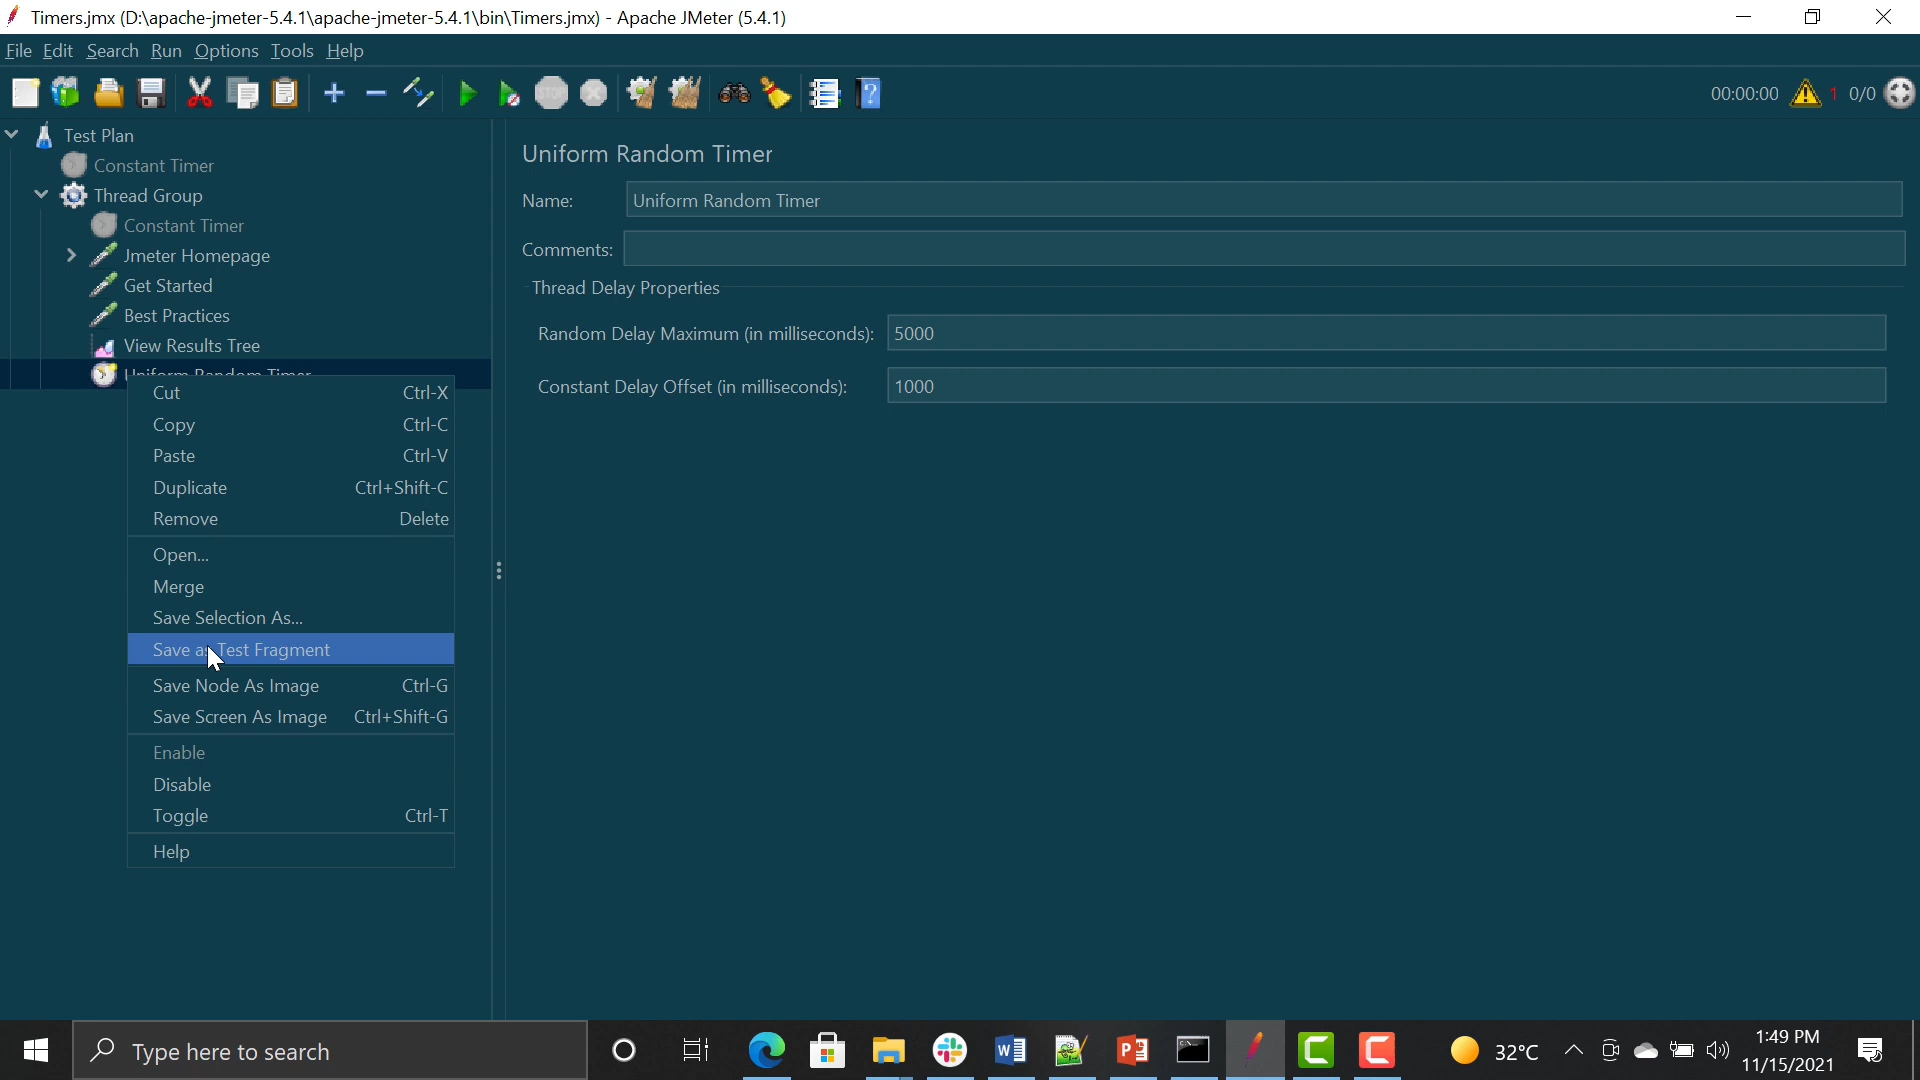 Timers.jmx (D:\apache-jmeter-5.4.1\apache-jmeter-5.4.1\bin\Timers.jmx) - Apache JMeter (5.4.1)
File Edit Search Run Options Tools Help
STOP
00:00:00 1 0/0
Test Plan
Constant Timer
Thread Group
Constant Timer
Jmeter Homepage
Get Started
Best Practices
View Results Tree
Uniform Random Timer
Cut Ctrl-X
Copy Ctrl-C
Paste Ctrl-V
Duplicate Ctrl+Shift-C
Remove Delete
Open...
Merge
Save Selection As...
Save as Test Fragment
Save Node As Image Ctrl-G
Save Screen As Image Ctrl+Shift-G
Enable
Disable
Toggle Ctrl-T
Help
Uniform Random Timer
Name: Uniform Random Timer
Comments:
Thread Delay Properties
Random Delay Maximum (in milliseconds): 5000
Constant Delay Offset (in milliseconds): 1000
Type here to search
32°C
1:49 PM
11/15/2021